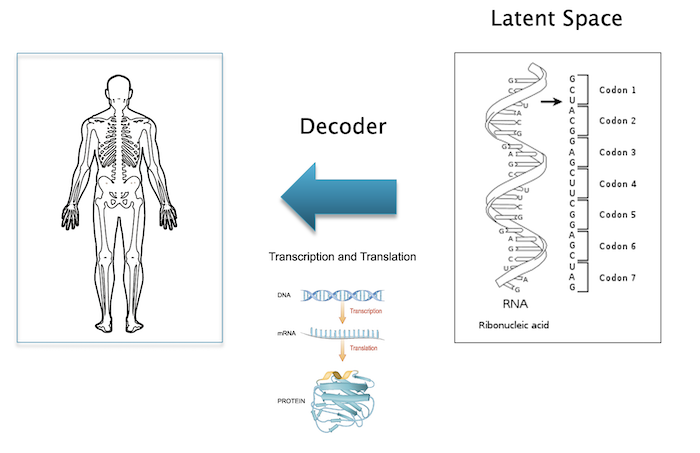 Latent Space
Decoder
Transcription and Translation
DNA
Transcription
mRNA
Translation
PROTEIN
G
C
U
A
C
G
G
A
G
C
U
U
C
G
G
A
G
C
U
A
G
RNA
Ribonucleic acid
G
C
U
Codon 1
A
C
G
Codon 2
G
A
G
Codon 3
C
U
U
Codon 4
C
G
G
Codon 5
A
G
C
Codon 6
U
A
G
Codon 7